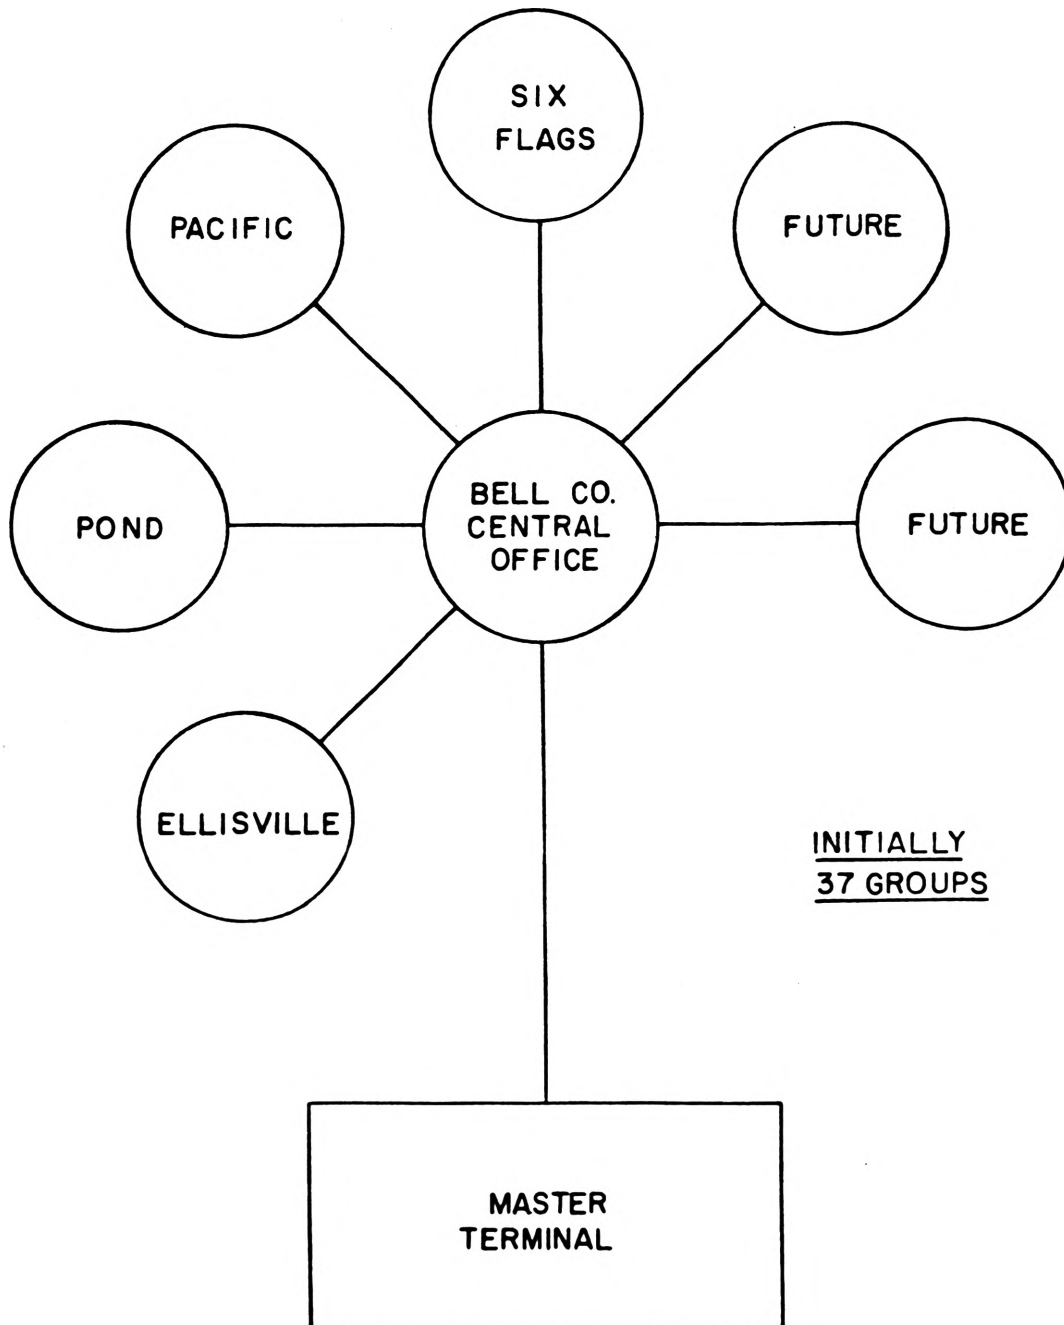 SIX
FLAGS
PACIFIC
FUTURE
POND
BELL CO.
CENTRAL
OFFICE
FUTURE
ELLISVILLE
INITIALLY
37 GROUPS
MASTER
TERMINAL